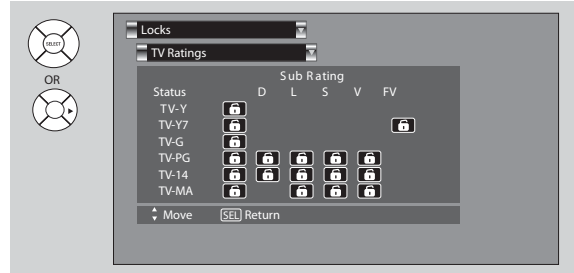 SELECT
OR
Locks
TV Ratings
Sub Rating
Status D L S V FV
TV-Y
TV-Y7
TV-G
TV-PG
TV-14
TV-MA
Move SEL Return